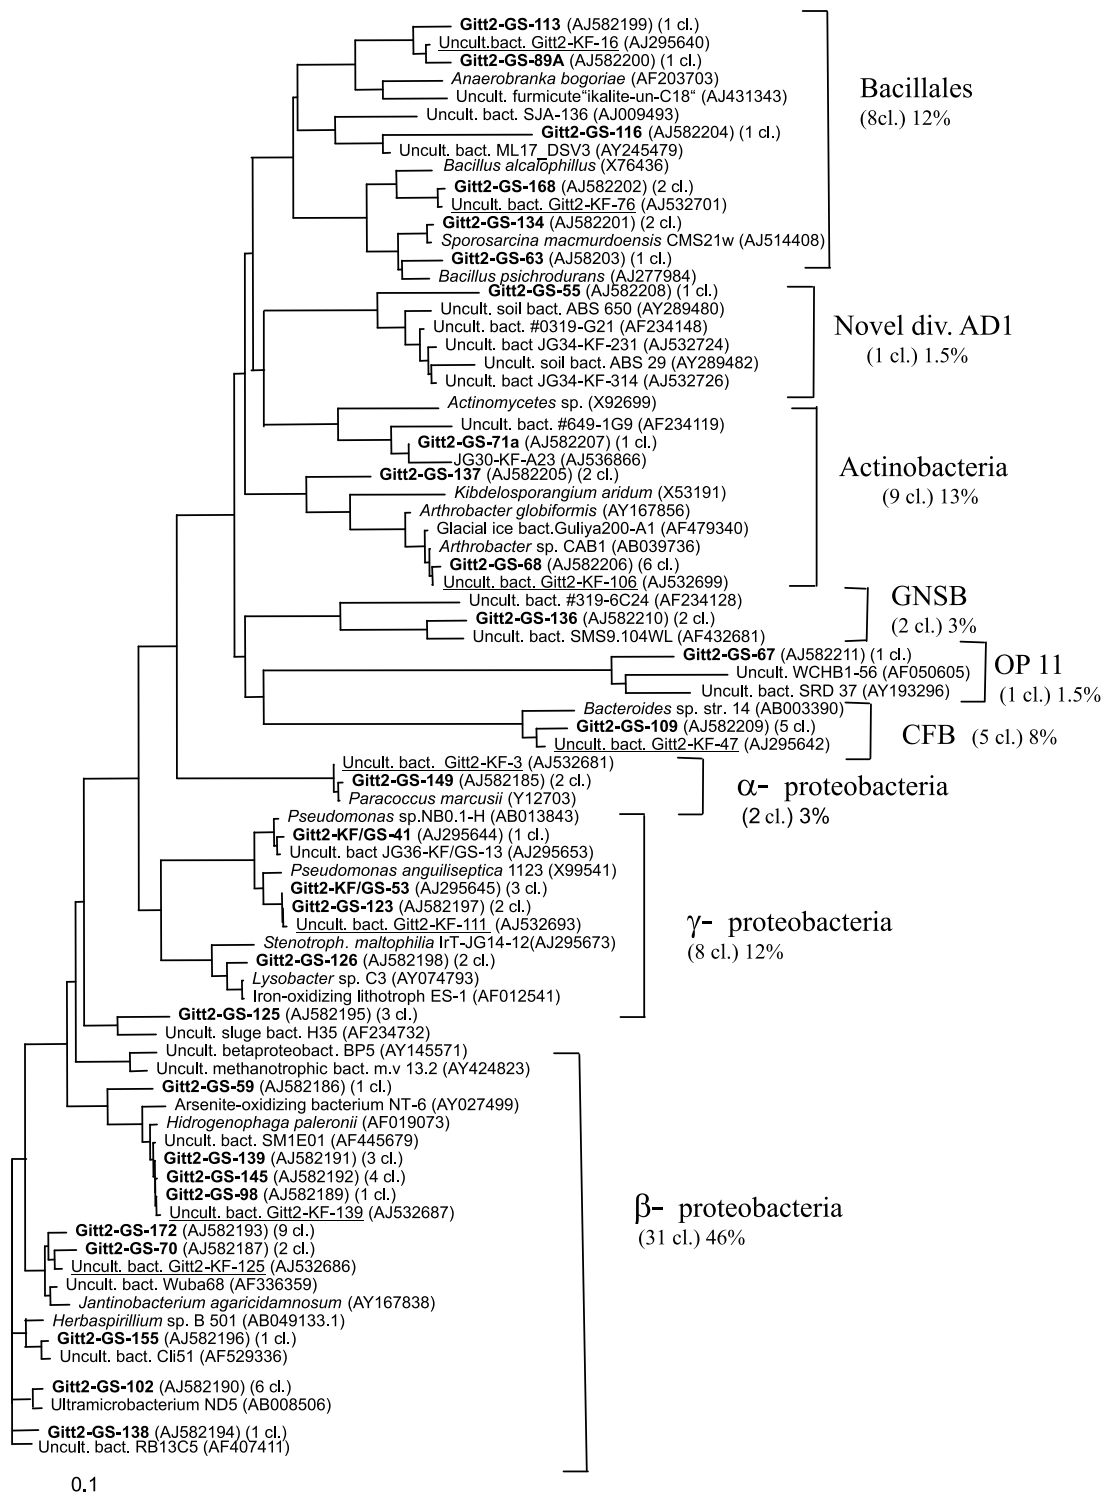 Gitt2-GS-113 (AJ582199) (1 cl.)
Uncult.bact. Gitt2-KF-16 (AJ295640)
Gitt2-GS-89A (AJ582200) (1 cl.)
Anaerobranka bogoriae (AF203703)
Uncult. furmicute“ikalite-un-C18“ (AJ431343)
Bacillales
(8cl.) 12%
Uncult. bact. SJA-136 (AJ009493)
Gitt2-GS-116 (AJ582204) (1 cl.)
Uncult. bact. ML17_DSV3 (AY245479)
Bacillus alcalophillus (X76436)
Gitt2-GS-168 (AJ582202) (2 cl.)
Uncult. bact. Gitt2-KF-76 (AJ532701)
Gitt2-GS-134 (AJ582201) (2 cl.)
Sporosarcina macmurdoensis CMS21w (AJ514408)
Gitt2-GS-63 (AJ58203) (1 cl.)
Bacillus psichrodurans (AJ277984)
Gitt2-GS-55 (AJ582208) (1 cl.)
Uncult. soil bact. ABS 650 (AY289480)
Uncult. bact. #0319-G21 (AF234148)
Novel div. AD1
(1 cl.) 1.5%
Uncult. bact JG34-KF-231 (AJ532724)
Uncult. soil bact. ABS 29 (AY289482)
Uncult. bact JG34-KF-314 (AJ532726)
Actinomycetes sp. (X92699)
Uncult. bact. #649-1G9 (AF234119)
Gitt2-GS-71a (AJ582207) (1 cl.)
JG30-KF-A23 (AJ536866)
Actinobacteria
(9 cl.) 13%
Gitt2-GS-137 (AJ582205) (2 cl.)
Kibdelosporangium aridum (X53191)
Arthrobacter globiformis (AY167856)
Glacial ice bact.Guliya200-A1 (AF479340)
Arthrobacter sp. CAB1 (AB039736)
Gitt2-GS-68 (AJ582206) (6 cl.)
Uncult. bact. Gitt2-KF-106 (AJ532699)
Uncult. bact. #319-6C24 (AF234128)
GNSB
(2 cl.) 3%
Gitt2-GS-136 (AJ582210) (2 cl.)
Uncult. bact. SMS9.104WL (AF432681)
Gitt2-GS-67 (AJ582211) (1 cl.)
Uncult. WCHB1-56 (AF050605)
Uncult. bact. SRD 37 (AY193296)
OP 11
(1 cl.) 1.5%
Bacteroides sp. str. 14 (AB003390)
Gitt2-GS-109 (AJ582209) (5 cl.)
Uncult. bact. Gitt2-KF-47 (AJ295642)
CFB (5 cl.) 8%
Uncult. bact. Gitt2-KF-3 (AJ532681)
Gitt2-GS-149 (AJ582185) (2 cl.)
Paracoccus marcusii (Y12703)
α- proteobacteria
(2 cl.) 3%
Pseudomonas sp.NB0.1-H (AB013843)
Gitt2-KF/GS-41 (AJ295644) (1 cl.)
Uncult. bact JG36-KF/GS-13 (AJ295653)
Pseudomonas anguiliseptica 1123 (X99541)
Gitt2-KF/GS-53 (AJ295645) (3 cl.)
Gitt2-GS-123 (AJ582197) (2 cl.)
Uncult. bact. Gitt2-KF-111 (AJ532693)
γ- proteobacteria
(8 cl.) 12%
Stenotroph. maltophilia IrT-JG14-12(AJ295673)
Gitt2-GS-126 (AJ582198) (2 cl.)
Lysobacter sp. C3 (AY074793)
Iron-oxidizing lithotroph ES-1 (AF012541)
Gitt2-GS-125 (AJ582195) (3 cl.)
Uncult. sluge bact. H35 (AF234732)
Uncult. betaproteobact. BP5 (AY145571)
Uncult. methanotrophic bact. m.v 13.2 (AY424823)
Gitt2-GS-59 (AJ582186) (1 cl.)
Arsenite-oxidizing bacterium NT-6 (AY027499)
Hidrogenophaga paleronii (AF019073)
Uncult. bact. SM1E01 (AF445679)
Gitt2-GS-139 (AJ582191) (3 cl.)
Gitt2-GS-145 (AJ582192) (4 cl.)
Gitt2-GS-98 (AJ582189) (1 cl.)
Uncult. bact. Gitt2-KF-139 (AJ532687)
β- proteobacteria
(31 cl.) 46%
Gitt2-GS-172 (AJ582193) (9 cl.)
Gitt2-GS-70 (AJ582187) (2 cl.)
Uncult. bact. Gitt2-KF-125 (AJ532686)
Uncult. bact. Wuba68 (AF336359)
Jantinobacterium agaricidamnosum (AY167838)
Herbaspirillium sp. B 501 (AB049133.1)
Gitt2-GS-155 (AJ582196) (1 cl.)
Uncult. bact. Cli51 (AF529336)
Gitt2-GS-102 (AJ582190) (6 cl.)
Ultramicrobacterium ND5 (AB008506)
Gitt2-GS-138 (AJ582194) (1 cl.)
Uncult. bact. RB13C5 (AF407411)
0.1